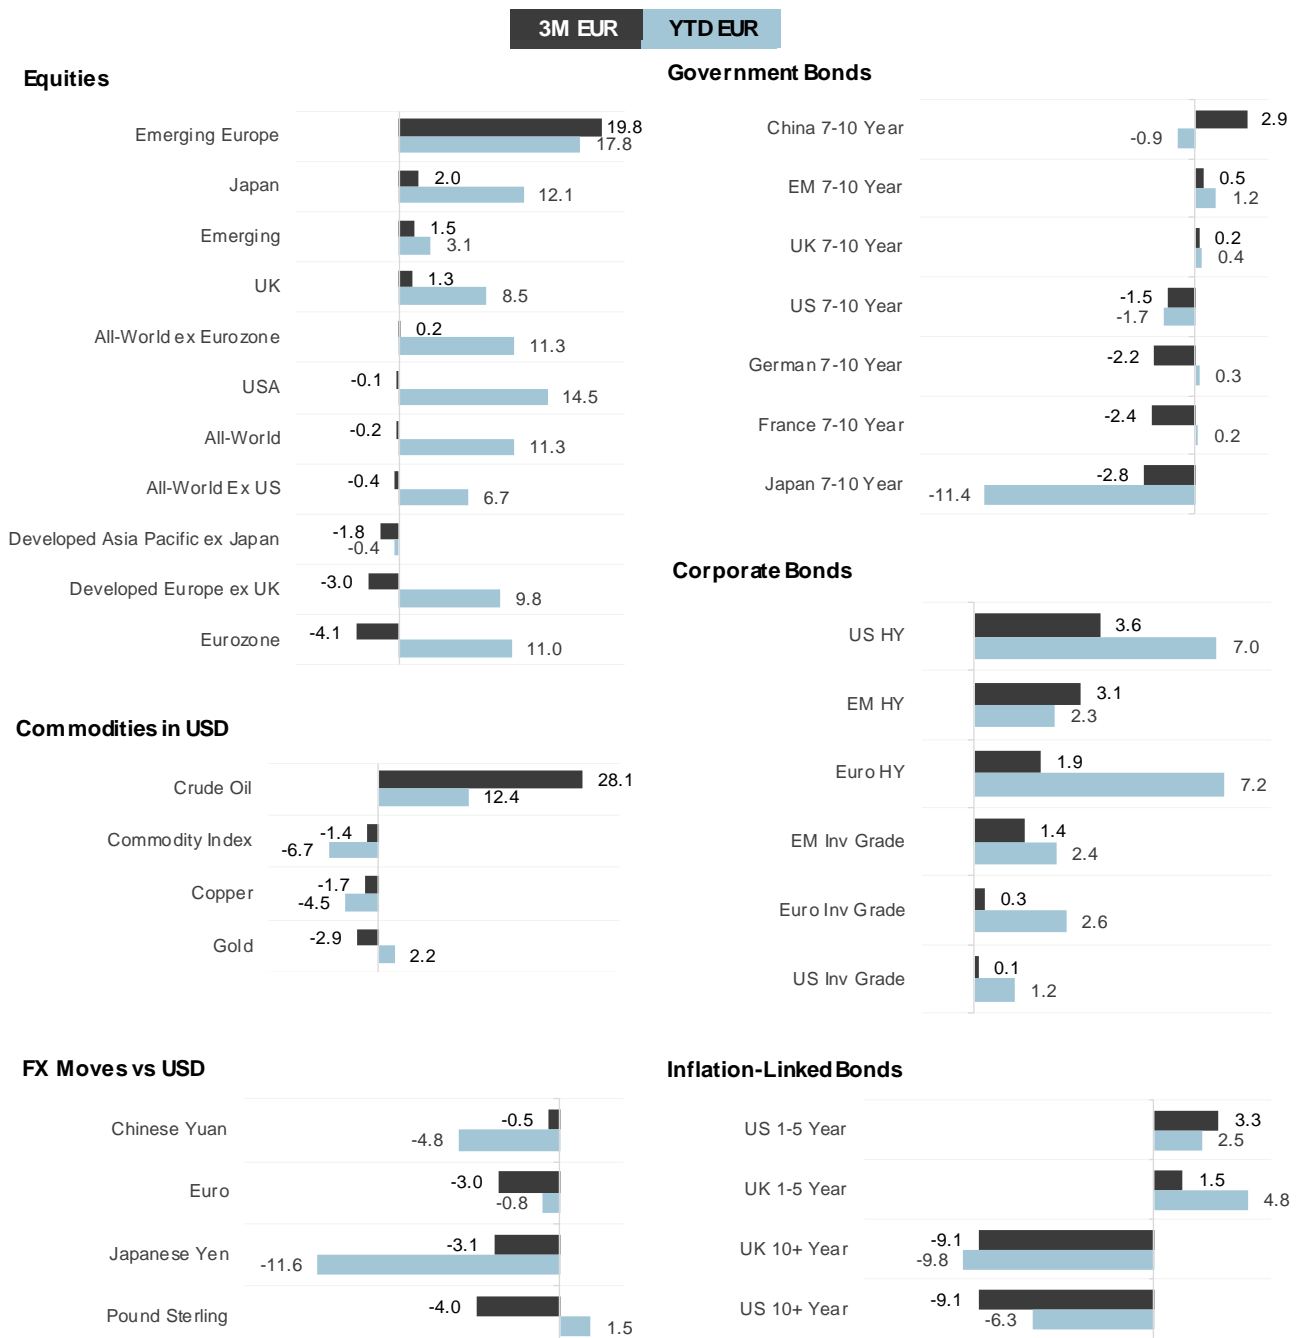 3M EUR YTD EUR
Equities
Emerging Europe 19.8
17.8
Japan 2.0
12.1
Emerging 1.5
3.1
UK 1.3
8.5
All-World ex Eurozone 0.2
11.3
USA -0.1
14.5
All-World -0.2
11.3
All-World Ex US -0.4
6.7
Developed Asia Pacific ex Japan -1.8
-0.4
Developed Europe ex UK -3.0
9.8
Eurozone -4.1
11.0
Commodities in USD
Crude Oil 28.1
12.4
Commodity Index -1.4
-6.7
Copper -1.7
-4.5
Gold -2.9
2.2
FX Moves vs USD
Chinese Yuan -0.5
-4.8
Euro -3.0
-0.8
Japanese Yen -3.1
-11.6
Pound Sterling -4.0
1.5
Government Bonds
China 7-10 Year 2.9
-0.9
EM 7-10 Year 0.5
1.2
UK 7-10 Year 0.2
0.4
US 7-10 Year -1.5
-1.7
German 7-10 Year -2.2
0.3
France 7-10 Year -2.4
0.2
Japan 7-10 Year -2.8
-11.4
Corporate Bonds
US HY 3.6
7.0
EM HY 3.1
2.3
Euro HY 1.9
7.2
EM Inv Grade 1.4
2.4
Euro Inv Grade 0.3
2.6
US Inv Grade 0.1
1.2
Inflation-Linked Bonds
US 1-5 Year 3.3
2.5
UK 1-5 Year 1.5
4.8
UK 10+ Year -9.1
-9.8
US 10+ Year -9.1
-6.3